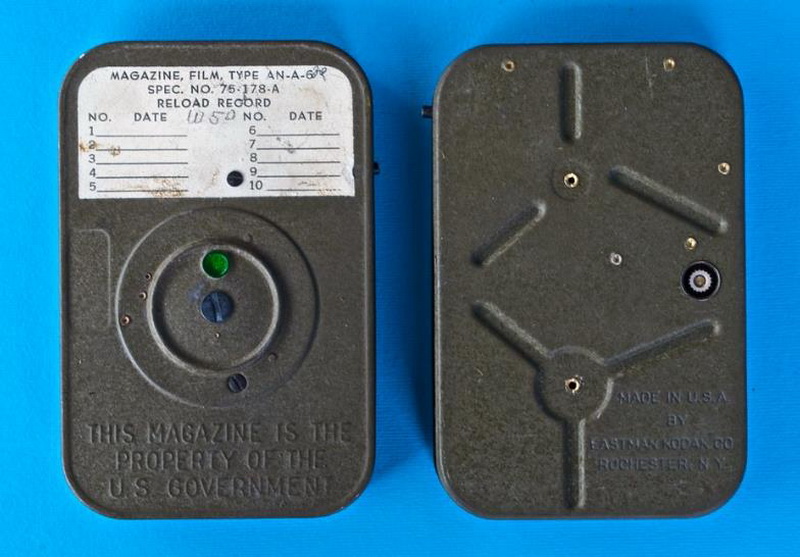 MAGAZINE, FILM, TYPE AN-A-6
SPEC. NO. 75-178-A
RELOAD RECORD
NO. DATE NO. DATE
1 6
2 7
3 8
4 9
5 10
THIS MAGAZINE IS THE
PROPERTY OF THE
U.S. GOVERNMENT
MADE IN U.S.A
BY
EASTMAN KODAK CO
ROCHESTER, N.Y.